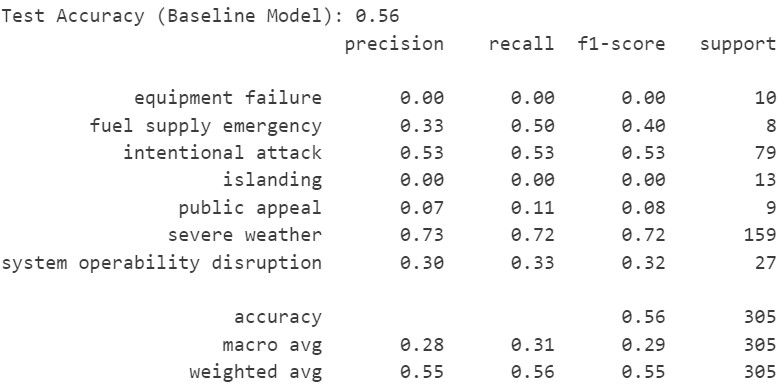 Test Accuracy (Baseline Model): 0.56
precision recall f1-score support
equipment failure 0.00 0.00 0.00 10
fuel supply emergency 0.33 0.50 0.40 8
intentional attack 0.53 0.53 0.53 79
islanding 0.00 0.00 0.00 13
public appeal 0.07 0.11 0.08 9
severe weather 0.73 0.72 0.72 159
system operability disruption 0.30 0.33 0.32 27
accuracy 0.56 305
macro avg 0.28 0.31 0.29 305
weighted avg 0.55 0.56 0.55 305